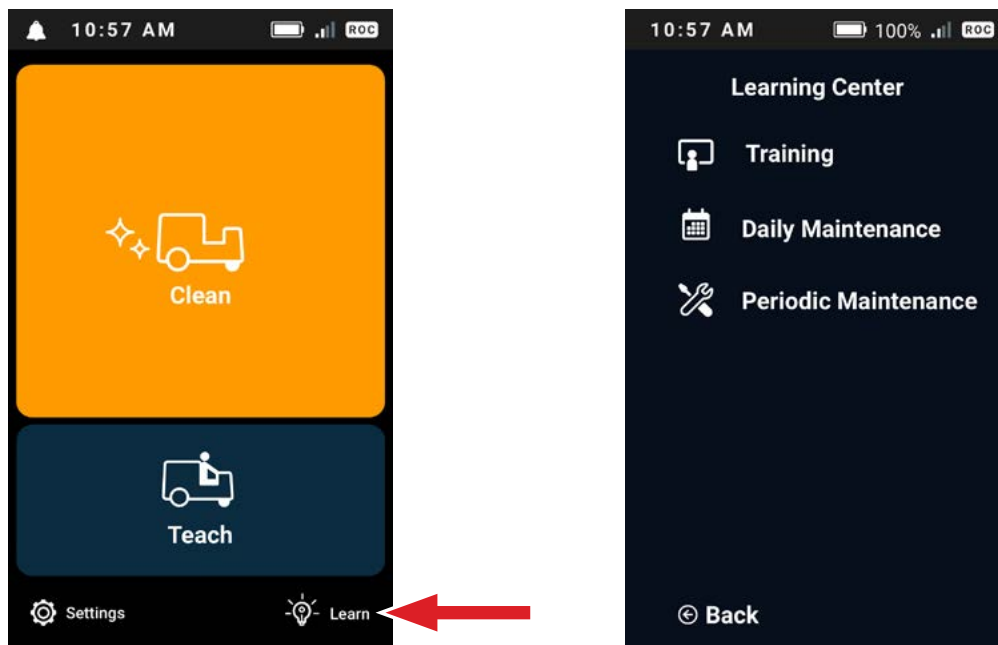 10:57 AM ROC
Clean
Teach
Settings Learn
10:57 AM 100% ROC
Learning Center
Training
Daily Maintenance
Periodic Maintenance
Back